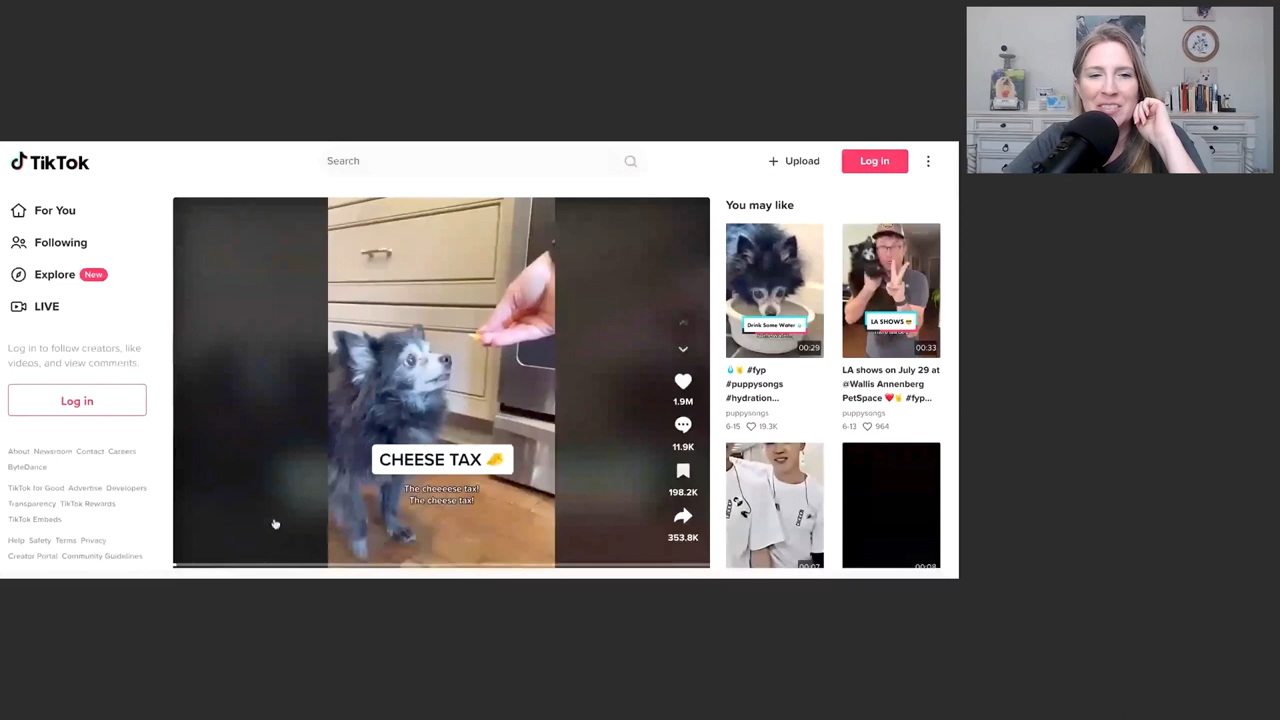 TikTok
Search
Upload
Log in
For You
Following
Explore New
LIVE
Log in to follow creators, like
videos, and view comments.
Log in
About Newsroom Contact Careers
ByteDance
TikTok for Good Advertise Developers
Transparency TikTok Rewards
TikTok Embeds
Help Safety Terms Privacy
Creator Portal Community Guidelines
CHEESE TAX
The cheeeese tax!
The cheese tax!
1.9M
11.9K
198.2K
353.8K
You may like
Drink Some Water
00:29
#fyp
#puppysongs
#hydration...
puppysongs
6-15 19.3K
LA SHOWS
00:33
LA shows on July 29 at
@Wallis Annenberg
PetSpace #fyp...
puppysongs
6-13 964
00:07
00:08